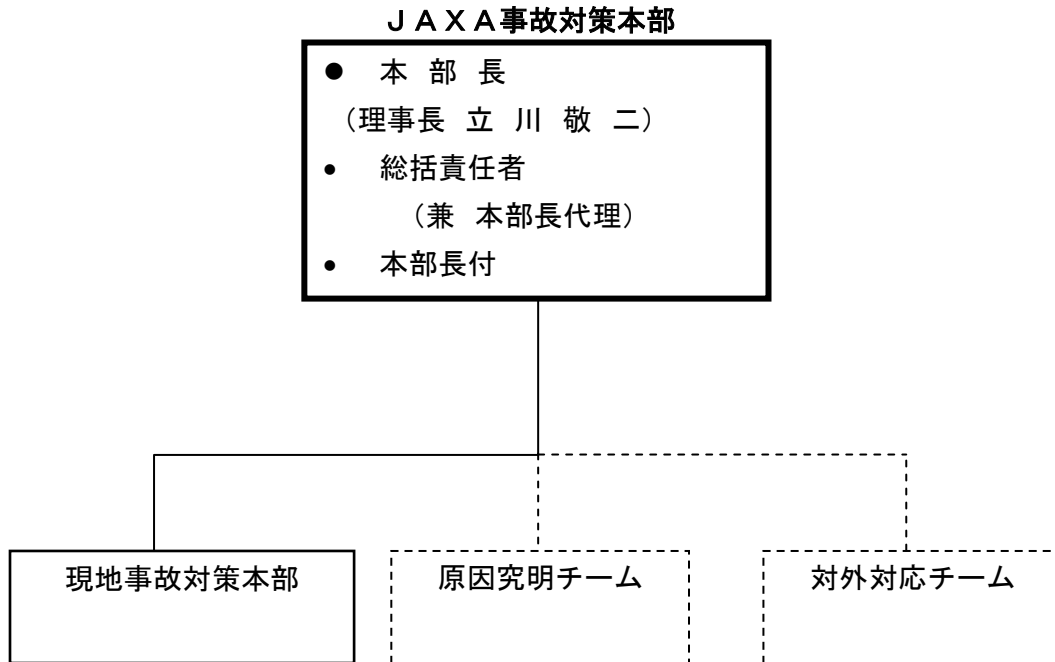 ＪＡＸＡ事故対策本部
● 本 部 長
（理事長 立 川 敬 二）
• 総括責任者
（兼 本部長代理）
• 本部長付
現地事故対策本部
原因究明チーム
対外対応チーム